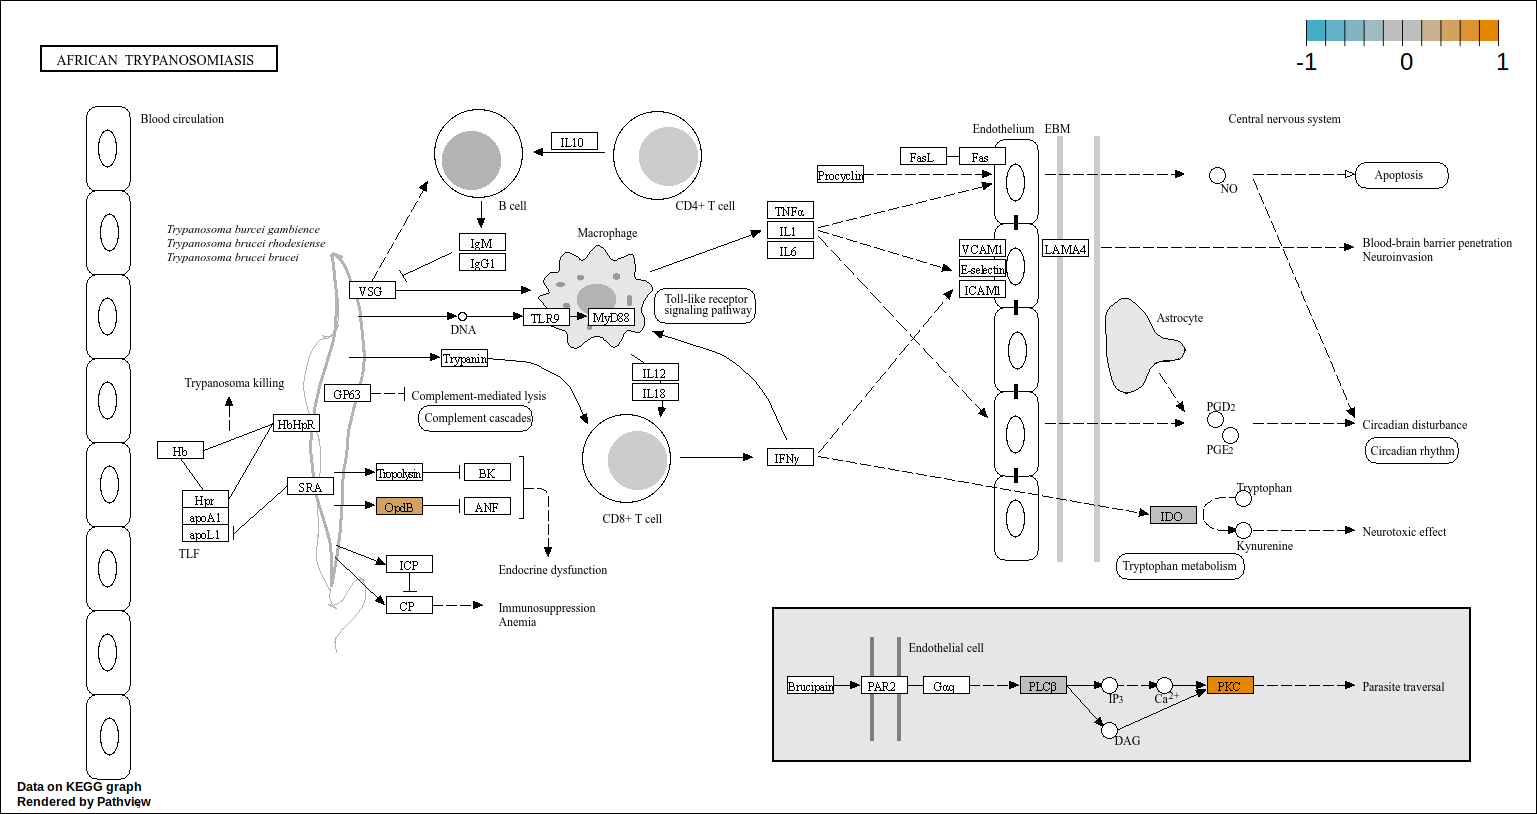 AFRICAN TRYPANOSOMIASIS
-1
0
1
Blood circulation
Endothelium
EBM
Central nervous system
IL10
FasL
Fas
Procyclin
Apoptosis
NO
B cell
CD4+ T cell
TNFα
IL1
IL6
Trypanosoma burcei gambience
Trypanosoma brucei rhodesiense
Trypanosoma brucei brucei
Macrophage
IgM
IgG1
VCAM1
E-selectin
ICAM1
LAMA4
Blood-brain barrier penetration
Neuroinvasion
VSG
Toll-like receptor
signaling pathway
DNA
TLR9
MyD88
Astrocyte
Trypanin
IL12
IL18
Trypanosoma killing
GP63
Complement-mediated lysis
Complement cascades
PGD2
PGE2
Circadian disturbance
Circadian rhythm
HbHpR
Hb
IFNγ
Tropolysin
BK
SRA
Hpr
apoA1
apoL1
TLF
OpdB
ANF
CD8+ T cell
Tryptophan
IDO
Kynurenine
Neurotoxic effect
Tryptophan metabolism
ICP
CP
Endocrine dysfunction
Immunosuppression
Anemia
Endothelial cell
Brucipain
PAR2
Gαq
PLCβ
IP3
Ca2+
PKC
Parasite traversal
DAG
Data on KEGG graph
Rendered by Pathview